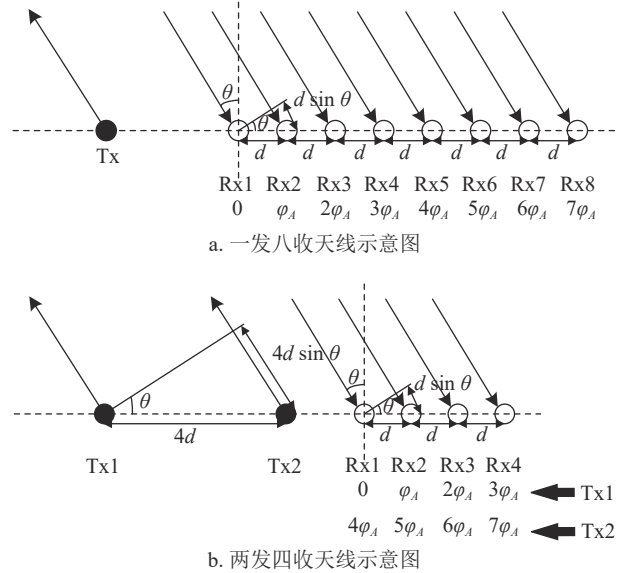 θ
d sin θ
θ
Tx
d d d d d d d
Rx1 Rx2 Rx3 Rx4 Rx5 Rx6 Rx7 Rx8
0 φA 2φA 3φA 4φA 5φA 6φA 7φA
a. 一发八收天线示意图
4d sin θ
θ
d sin θ
θ
θ
4d
d d d
Tx1 Tx2 Rx1 Rx2 Rx3 Rx4
0 φA 2φA 3φA Tx1
4φA 5φA 6φA 7φA Tx2
b. 两发四收天线示意图